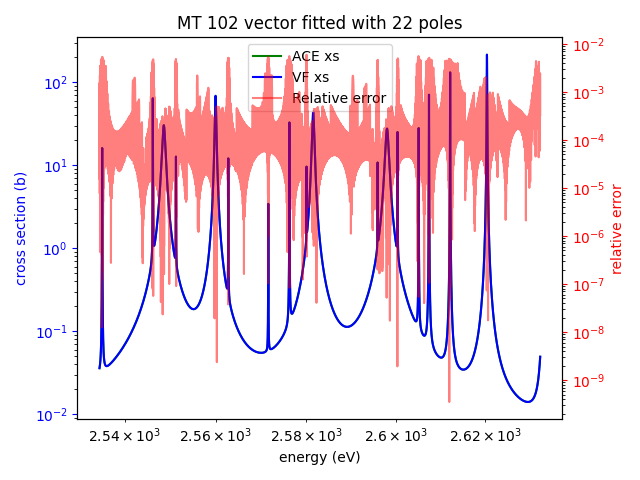 MT 102 vector fitted with 22 poles
ACE xs
VF xs
Relative error
cross section (b)
10²
10¹
10⁰
10⁻¹
10⁻²
relative error
10⁻²
10⁻³
10⁻⁴
10⁻⁵
10⁻⁶
10⁻⁷
10⁻⁸
10⁻⁹
2.54 × 10³ 2.56 × 10³ 2.58 × 10³ 2.6 × 10³ 2.62 × 10³
energy (eV)